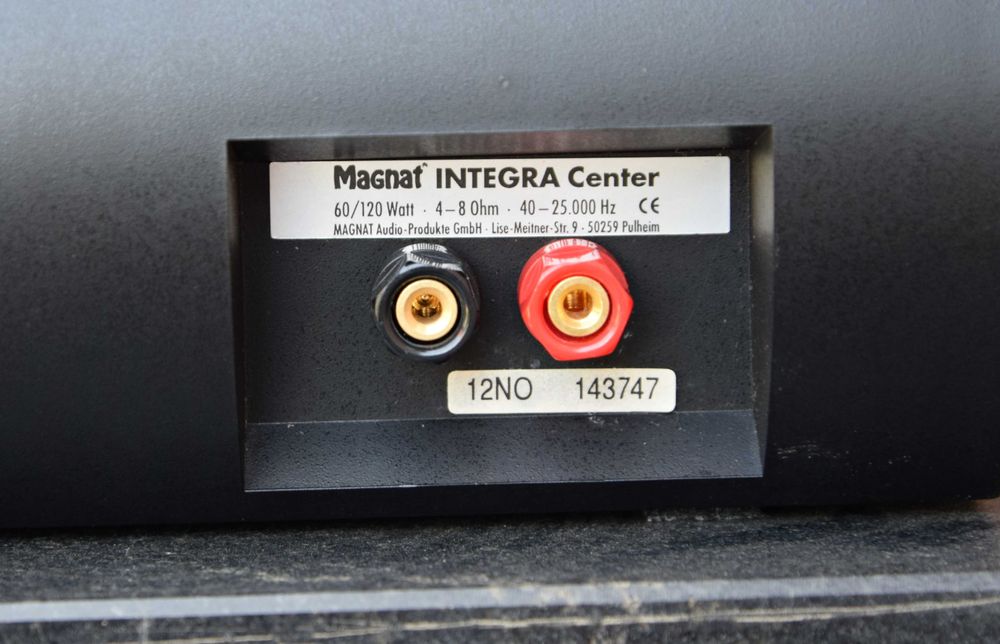 Magnat INTEGRA Center
60/120 Watt · 4–8 Ohm · 40–25.000 Hz CE
MAGNAT Audio-Produkte GmbH · Lise-Meitner-Str. 9 · 50259 Pulheim
12NO 143747